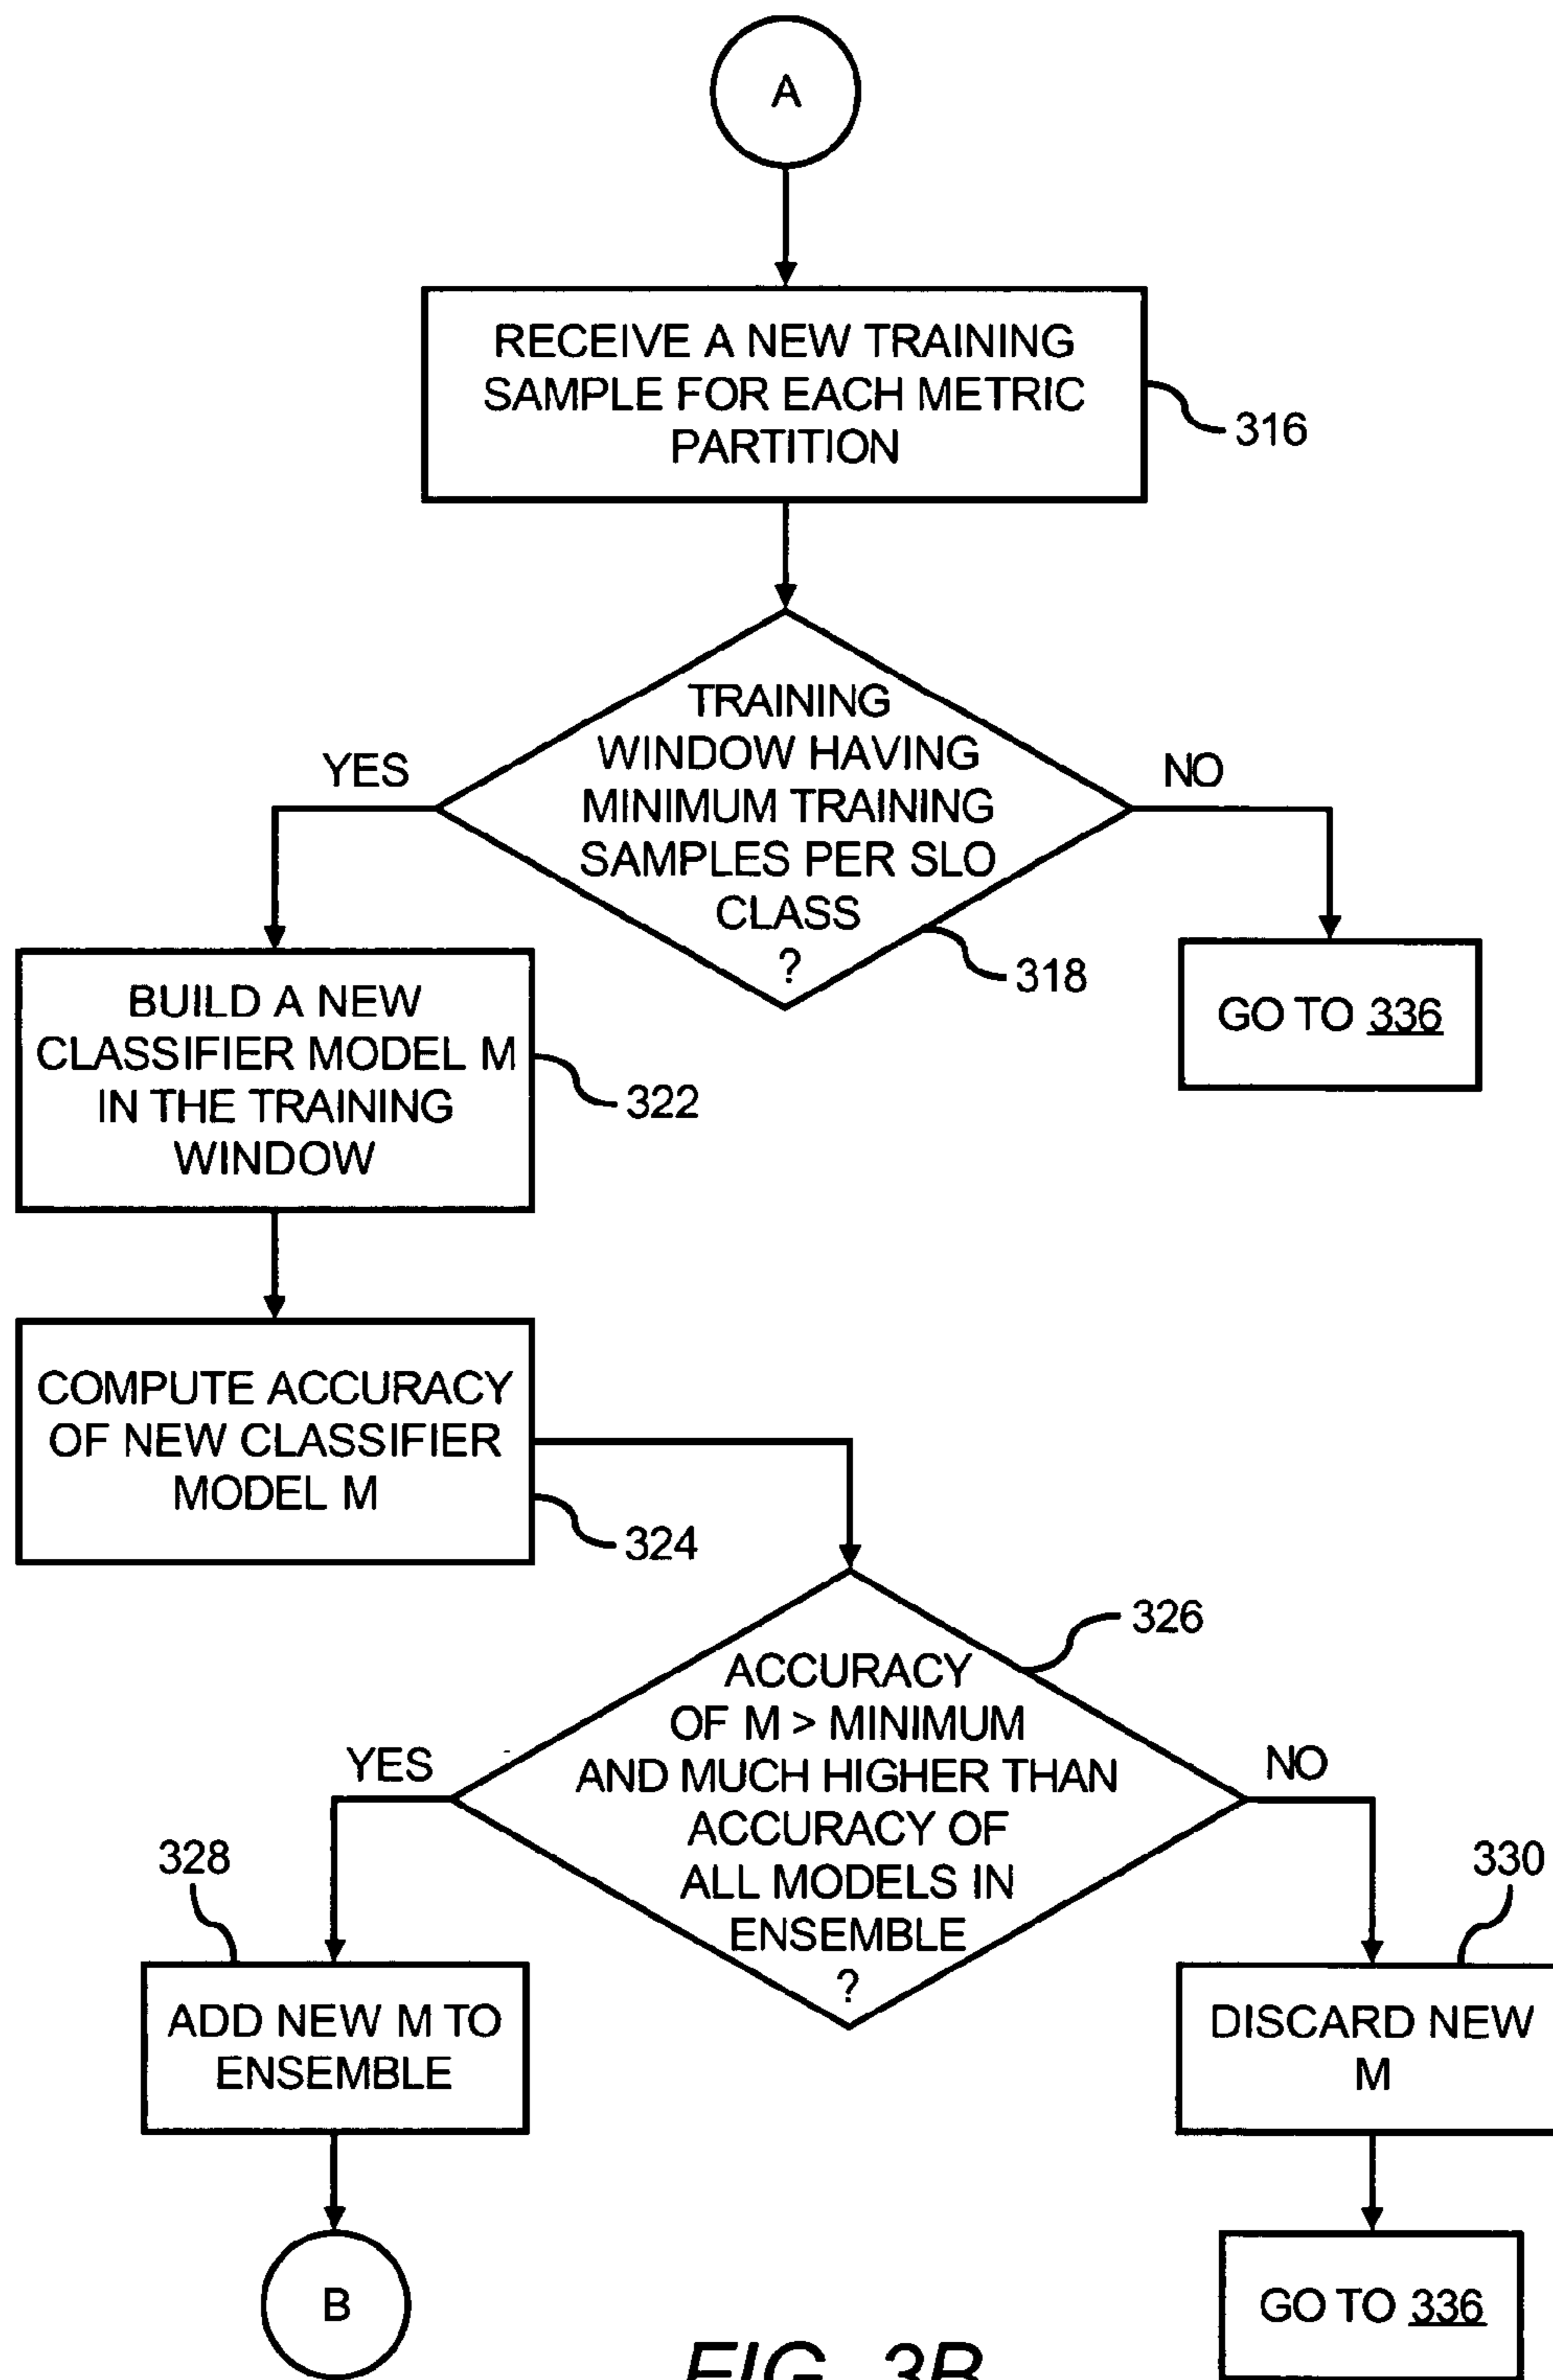 A
RECEIVE A NEW TRAINING
SAMPLE FOR EACH METRIC
PARTITION
316
TRAINING
WINDOW HAVING
MINIMUM TRAINING
SAMPLES PER SLO
CLASS
?
318
YES
NO
GO TO 336
BUILD A NEW
CLASSIFIER MODEL M
IN THE TRAINING
WINDOW
322
COMPUTE ACCURACY
OF NEW CLASSIFIER
MODEL M
324
326
ACCURACY
OF M > MINIMUM
AND MUCH HIGHER THAN
ACCURACY OF
ALL MODELS IN
ENSEMBLE
?
YES
NO
328
ADD NEW M TO
ENSEMBLE
330
DISCARD NEW
M
B
GO TO 336
FIG. 3B